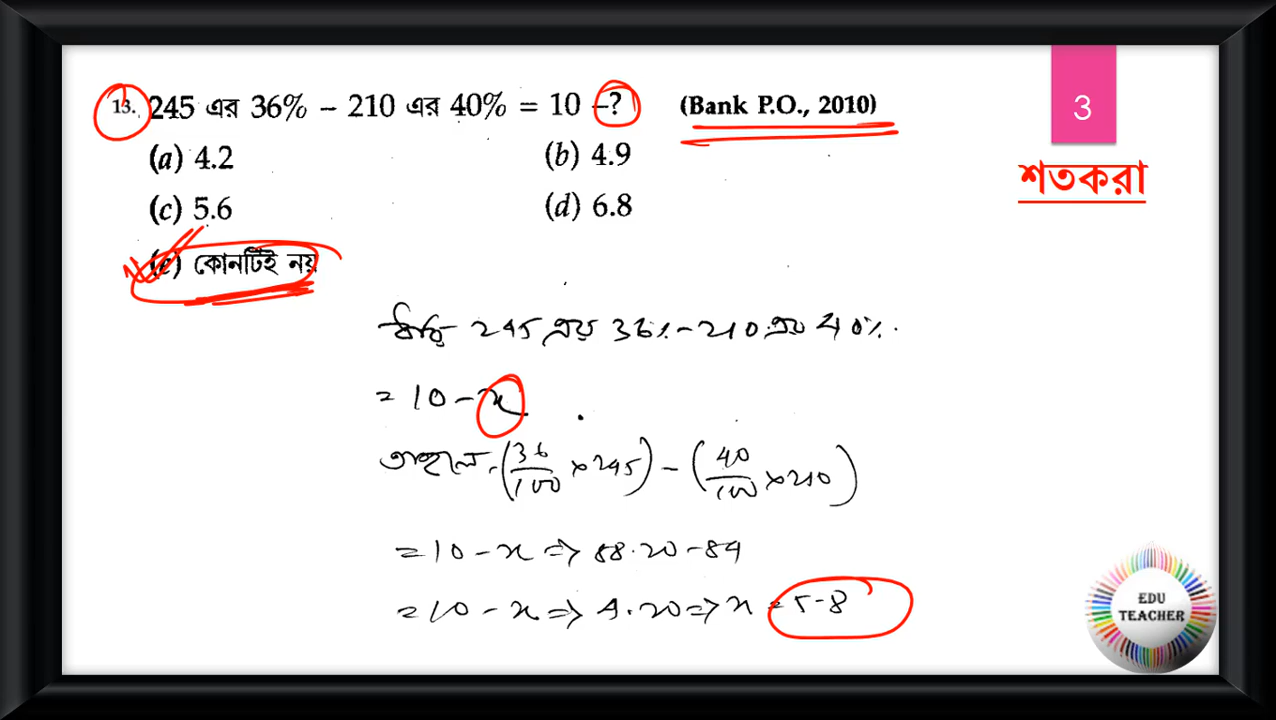 13. 245 এর 36% – 210 এর 40% = 10 –? (Bank P.O., 2010)
(a) 4.2 (b) 4.9
(c) 5.6 (d) 6.8
(e) কোনটিই নয়
3
শতকরা
ধরি 245 এর 36% - 210 এর 40%.
= 10 - x
তাহলে, (36/100 × 245) - (40/100 × 210)
= 10 - x => 88.20 - 84
= 10 - x => 4.20 => x = 5.8
EDU
TEACHER